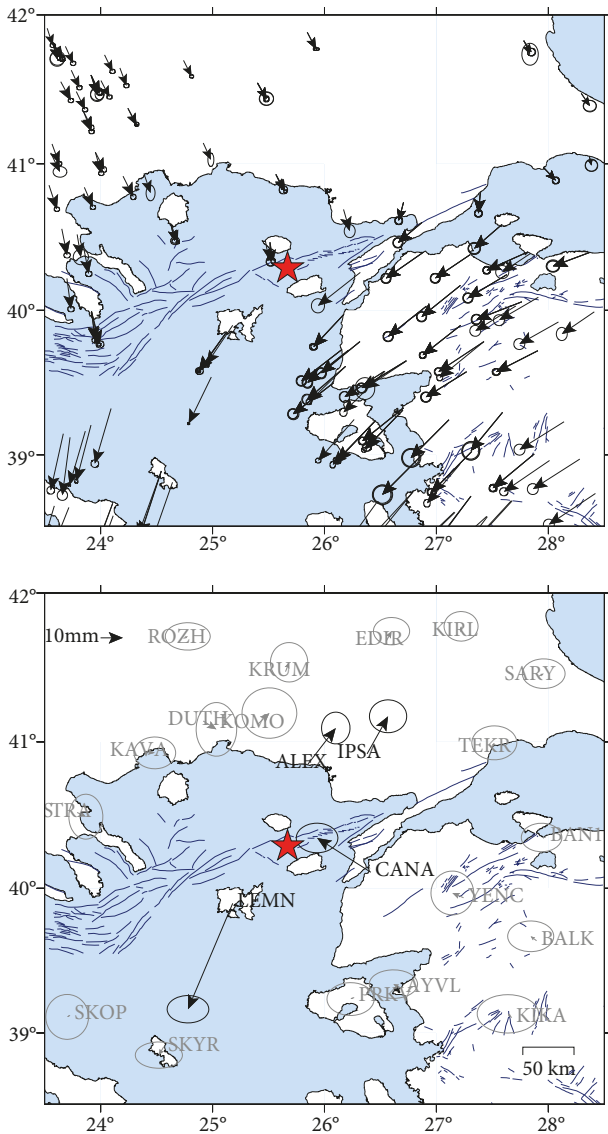 42°
41°
40°
39°
24° 25° 26° 27° 28°
42°
10mm
ROZH
EDIR
KIRL
KRUM
SARY
DUTH
KOMO
IPSA
KAVA
ALEX
TEKR
STRA
BANI
CANA
LEMN
YENC
BALK
PRKV
AYVL
SKOP
KIKA
SKYR
50 km
41°
40°
39°
24° 25° 26° 27° 28°